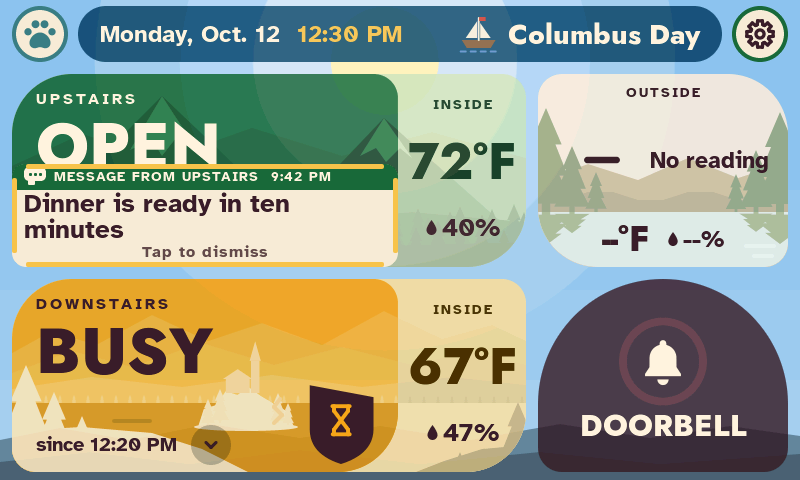 Monday, Oct. 12 12:30 PM
Columbus Day
UPSTAIRS
OPEN
MESSAGE FROM UPSTAIRS 9:42 PM
Dinner is ready in ten
minutes
Tap to dismiss
INSIDE
72°F
40%
OUTSIDE
No reading
--°F --%
DOWNSTAIRS
BUSY
since 12:20 PM
INSIDE
67°F
47%
DOORBELL